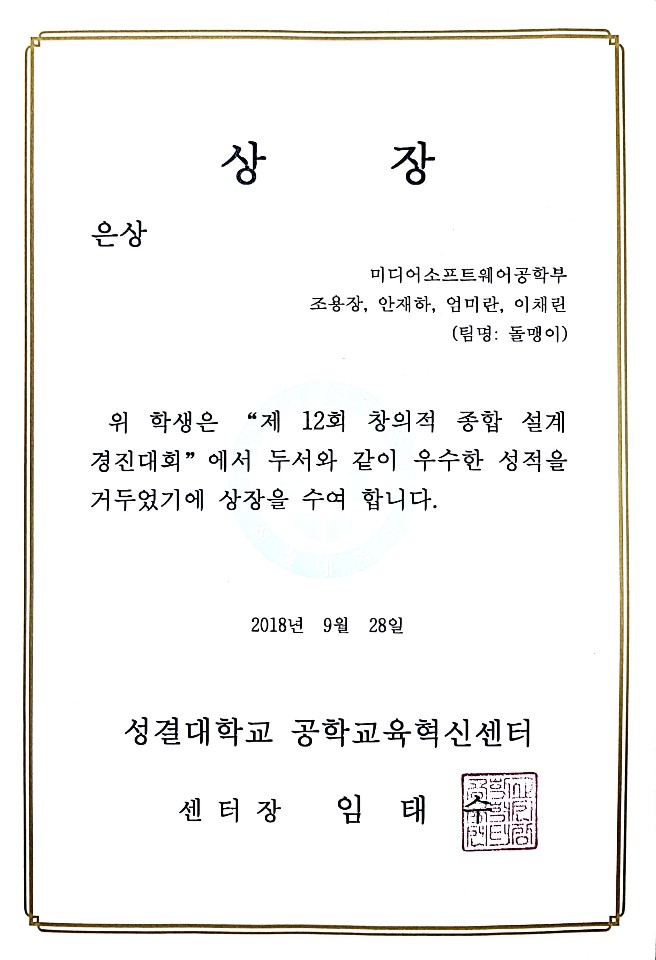 상 장
은상
미디어소프트웨어공학부
조용장, 안재하, 엄미란, 이채린
(팀명: 돌맹이)
위 학생은 “제 12회 창의적 종합 설계
경진대회”에서 두서와 같이 우수한 성적을
거두었기에 상장을 수여 합니다.
2018년 9월 28일
성결대학교 공학교육혁신센터
센터장 임태수